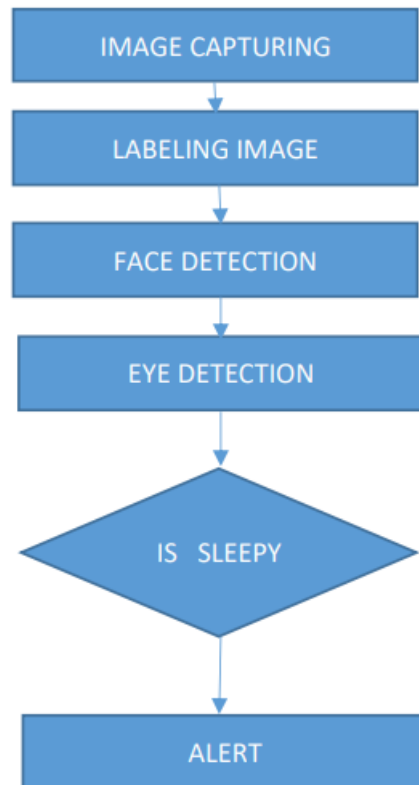 IMAGE CAPTURING
LABELING IMAGE
FACE DETECTION
EYE DETECTION
IS SLEEPY
ALERT